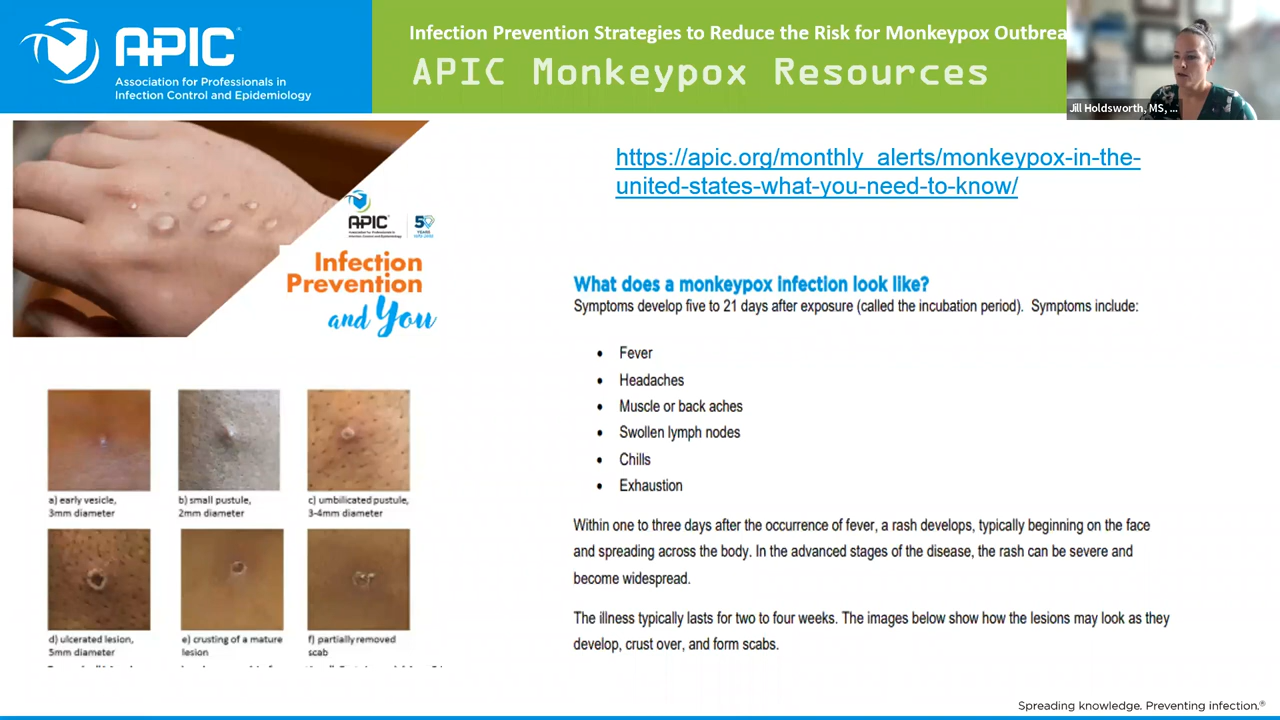 APIC
Association for Professionals in
Infection Control and Epidemiology
Infection Prevention Strategies to Reduce the Risk for Monkeypox Outbrea
APIC Monkeypox Resources
Jill Holdsworth, MS, ...
https://apic.org/monthly_alerts/monkeypox-in-the-
united-states-what-you-need-to-know/
APIC
50
YEARS
Infection
Prevention
and You
a) early vesicle,
3mm diameter
b) small pustule,
2mm diameter
c) umbilicated pustule,
3-4mm diameter
d) ulcerated lesion,
5mm diameter
e) crusting of a mature
lesion
f) partially removed
scab
What does a monkeypox infection look like?
Symptoms develop five to 21 days after exposure (called the incubation period). Symptoms include:
• Fever
• Headaches
• Muscle or back aches
• Swollen lymph nodes
• Chills
• Exhaustion
Within one to three days after the occurrence of fever, a rash develops, typically beginning on the face
and spreading across the body. In the advanced stages of the disease, the rash can be severe and
become widespread.
The illness typically lasts for two to four weeks. The images below show how the lesions may look as they
develop, crust over, and form scabs.
Spreading knowledge. Preventing infection.®